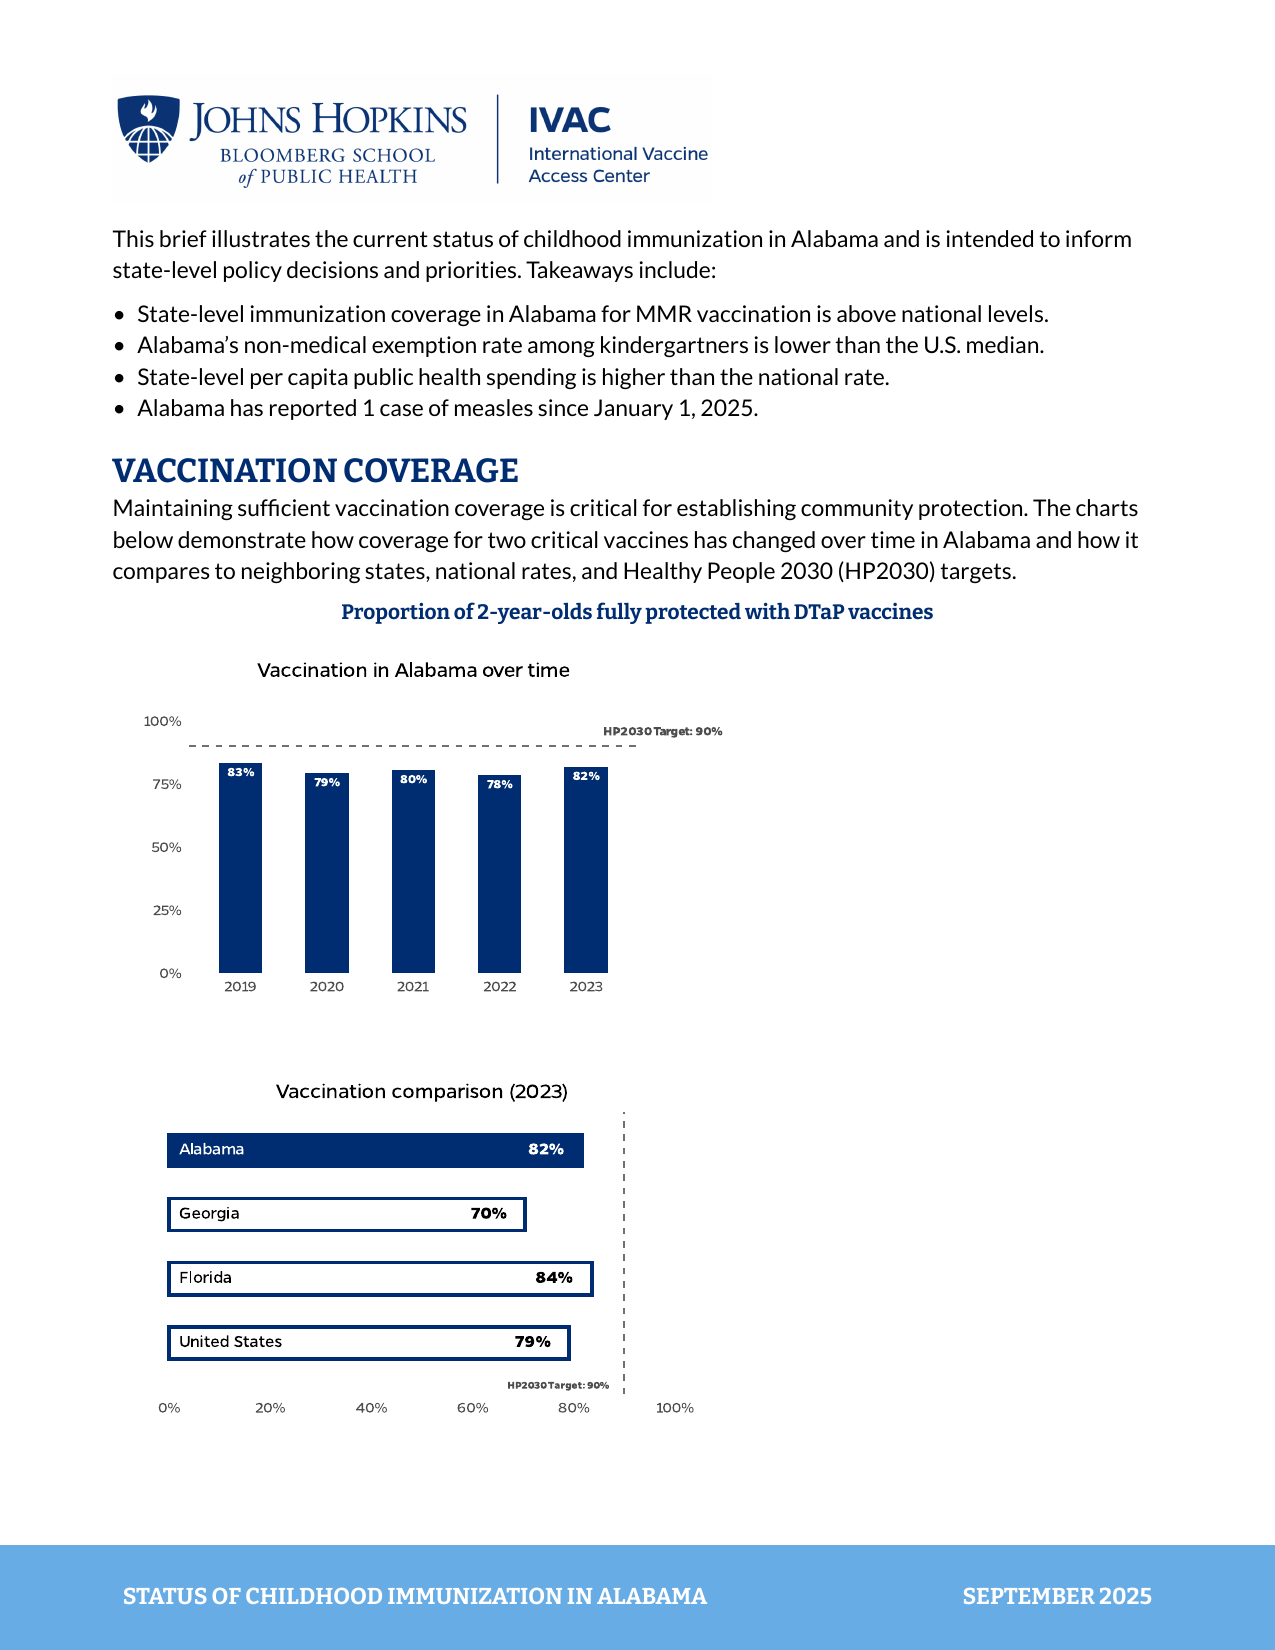 JOHNS HOPKINS
BLOOMBERG SCHOOL
of PUBLIC HEALTH
IVAC
International Vaccine
Access Center
This brief illustrates the current status of childhood immunization in Alabama and is intended to inform
state-level policy decisions and priorities. Takeaways include:
• State-level immunization coverage in Alabama for MMR vaccination is above national levels.
• Alabama’s non-medical exemption rate among kindergartners is lower than the U.S. median.
• State-level per capita public health spending is higher than the national rate.
• Alabama has reported 1 case of measles since January 1, 2025.
VACCINATION COVERAGE
Maintaining sufficient vaccination coverage is critical for establishing community protection. The charts
below demonstrate how coverage for two critical vaccines has changed over time in Alabama and how it
compares to neighboring states, national rates, and Healthy People 2030 (HP2030) targets.
Proportion of 2-year-olds fully protected with DTaP vaccines
Vaccination in Alabama over time
100%
HP2030 Target: 90%
75%
50%
25%
0%
83%
79%
80%
78%
82%
2019 2020 2021 2022 2023
Vaccination comparison (2023)
Alabama 82%
Georgia 70%
Florida 84%
United States 79%
HP2030 Target: 90%
0% 20% 40% 60% 80% 100%
STATUS OF CHILDHOOD IMMUNIZATION IN ALABAMA SEPTEMBER 2025